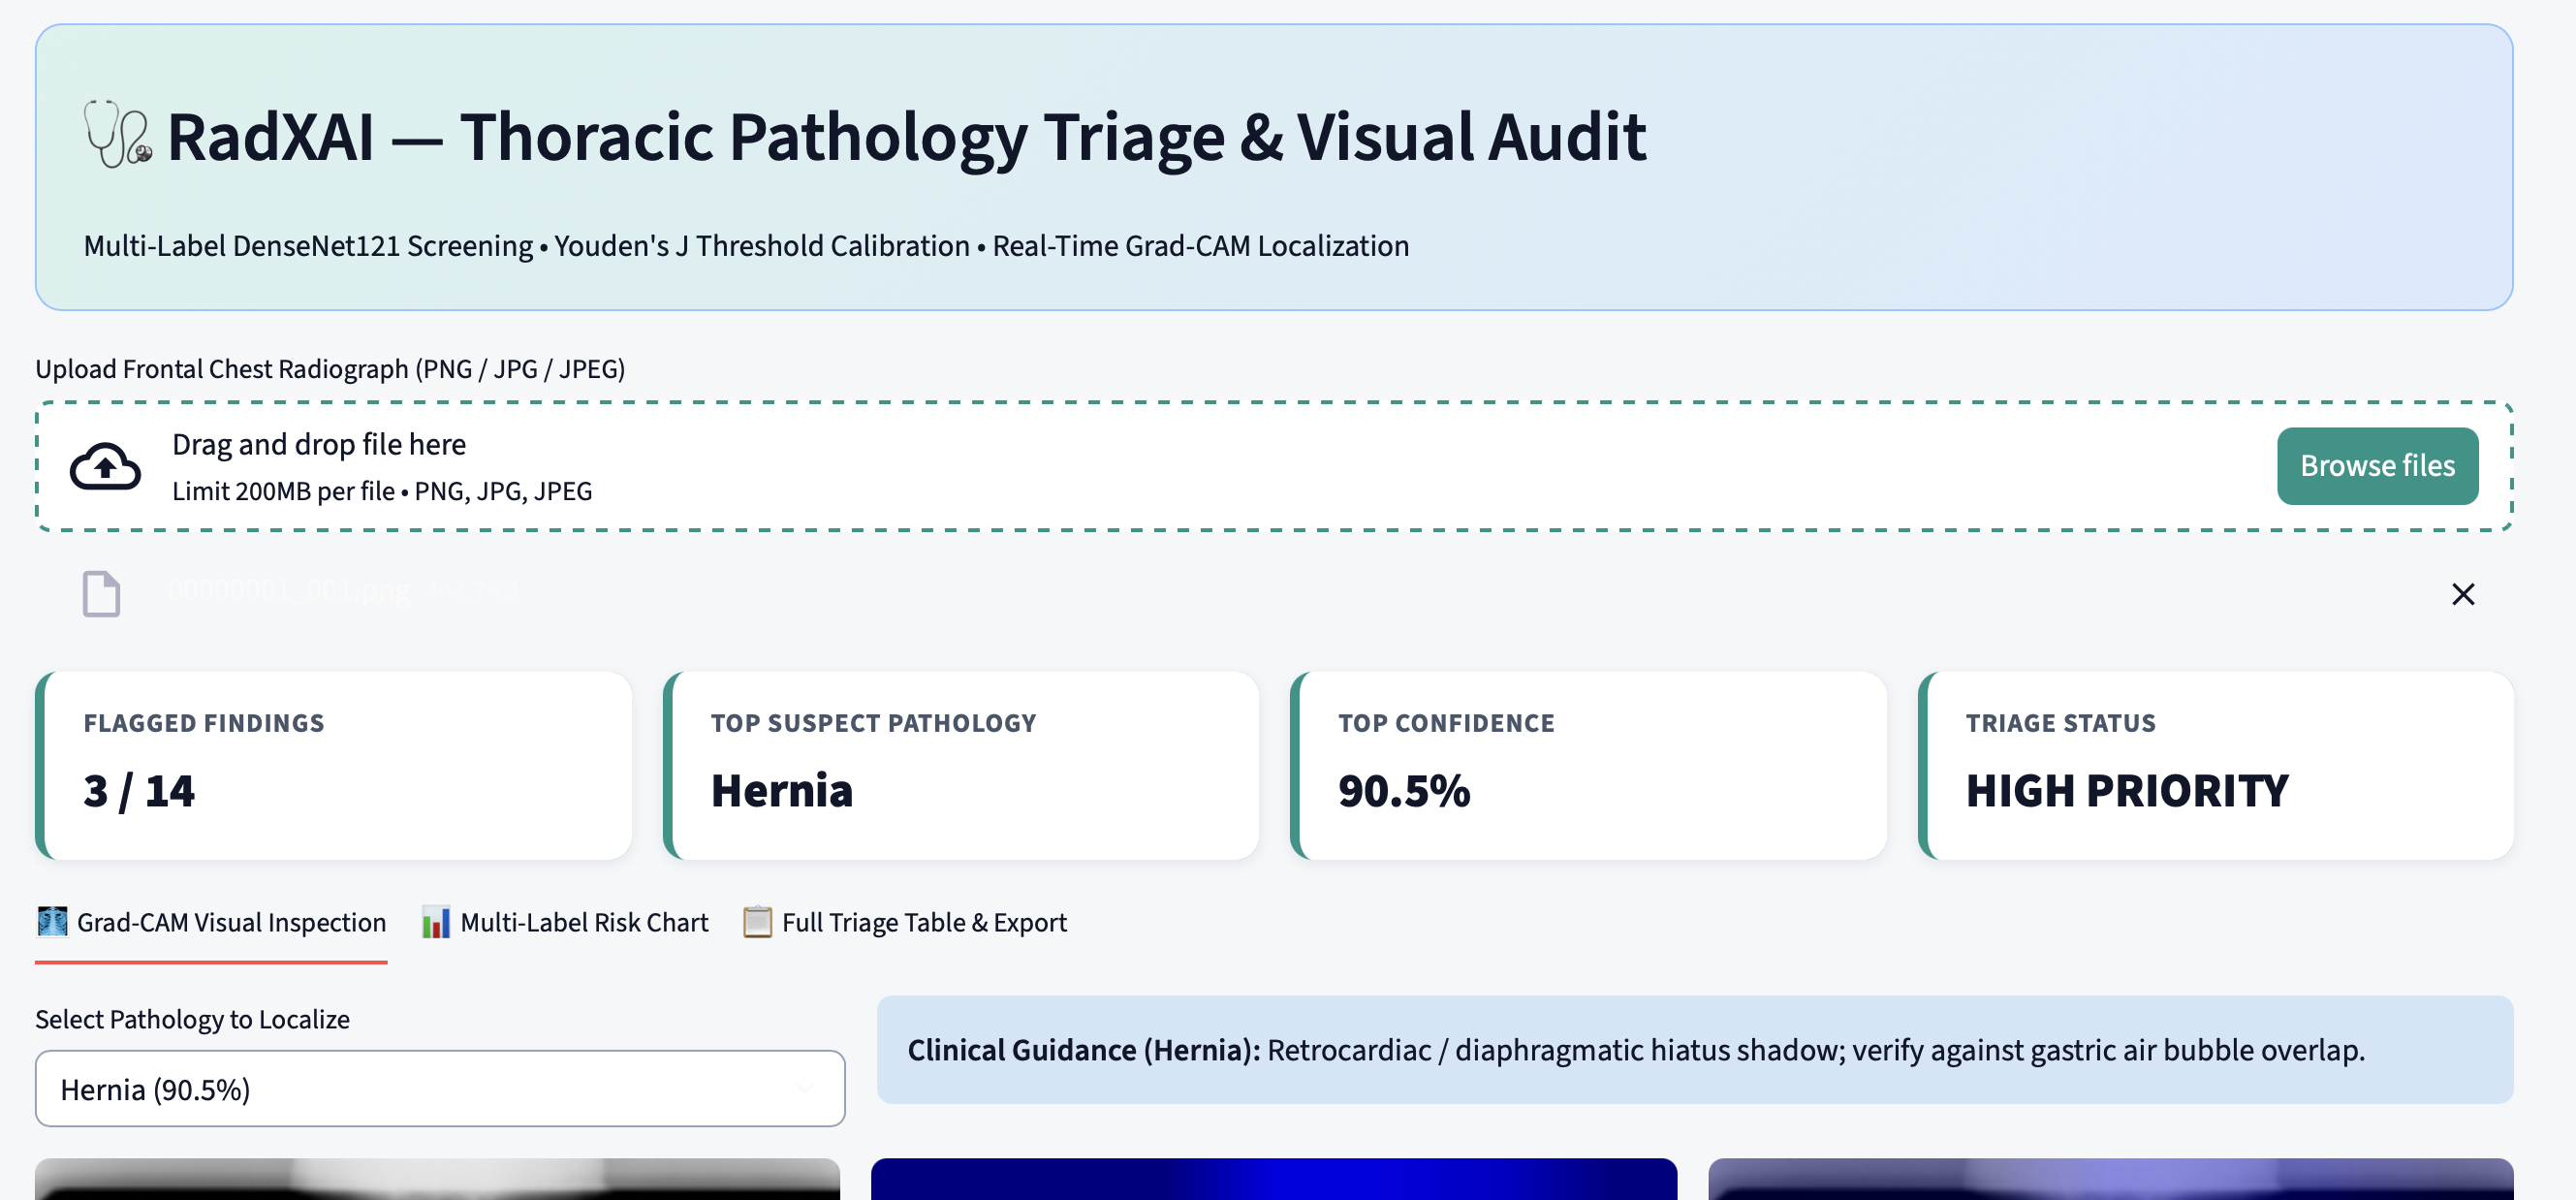 RadXAI — Thoracic Pathology Triage & Visual Audit
Multi-Label DenseNet121 Screening • Youden's J Threshold Calibration • Real-Time Grad-CAM Localization
Upload Frontal Chest Radiograph (PNG / JPG / JPEG)
Drag and drop file here
Limit 200MB per file • PNG, JPG, JPEG
Browse files
00000001_001.png
FLAGGED FINDINGS
3 / 14
TOP SUSPECT PATHOLOGY
Hernia
TOP CONFIDENCE
90.5%
TRIAGE STATUS
HIGH PRIORITY
Grad-CAM Visual Inspection
Multi-Label Risk Chart
Full Triage Table & Export
Select Pathology to Localize
Hernia (90.5%)
Clinical Guidance (Hernia): Retrocardiac / diaphragmatic hiatus shadow; verify against gastric air bubble overlap.